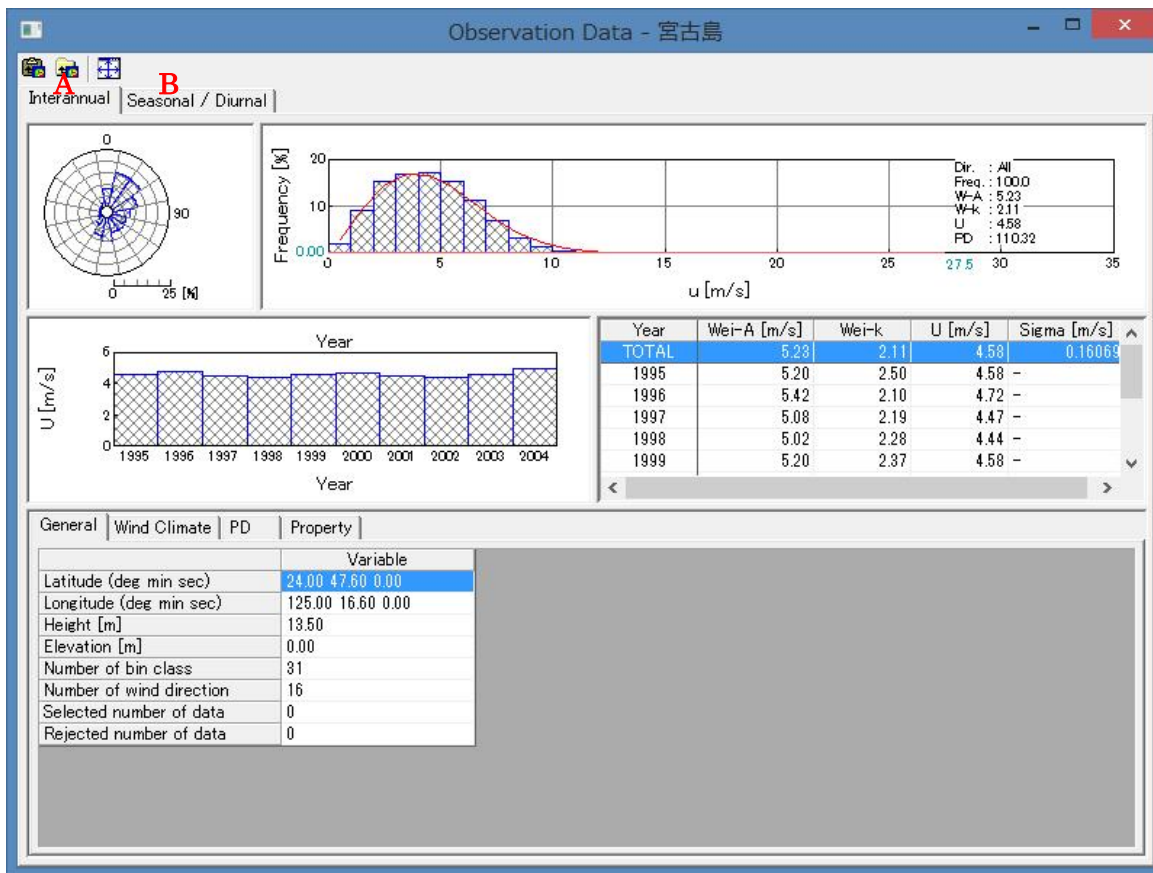 Observation Data - 宮古島
A B
Interannual Seasonal / Diurnal
0
90
0 25 [%]
Frequency [%]
20
10
0.00
0 5 10 15 20 25 27.5 30 35
u [m/s]
Dir. : All
Freq. : 100.0
W-A : 5.23
W-k : 2.11
U : 4.58
PD : 110.32
Year
U [m/s]
6
4
2
0
1995 1996 1997 1998 1999 2000 2001 2002 2003 2004
Year
Year Wei-A [m/s] Wei-k U [m/s] Sigma [m/s]
TOTAL 5.23 2.11 4.58 0.16069
1995 5.20 2.50 4.58 -
1996 5.42 2.10 4.72 -
1997 5.08 2.19 4.47 -
1998 5.02 2.28 4.44 -
1999 5.20 2.37 4.58 -
General Wind Climate PD Property
Variable
Latitude (deg min sec) 24.00 47.60 0.00
Longitude (deg min sec) 125.00 16.60 0.00
Height [m] 13.50
Elevation [m] 0.00
Number of bin class 31
Number of wind direction 16
Selected number of data 0
Rejected number of data 0